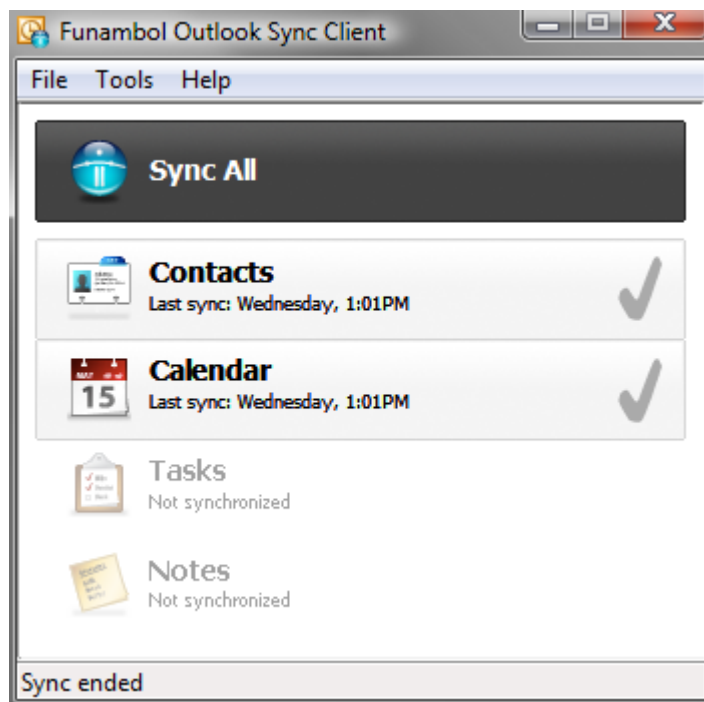 Funambol Outlook Sync Client
File Tools Help
Sync All
Contacts
Last sync: Wednesday, 1:01PM
Calendar
Last sync: Wednesday, 1:01PM
15
Tasks
Not synchronized
Notes
Not synchronized
Sync ended